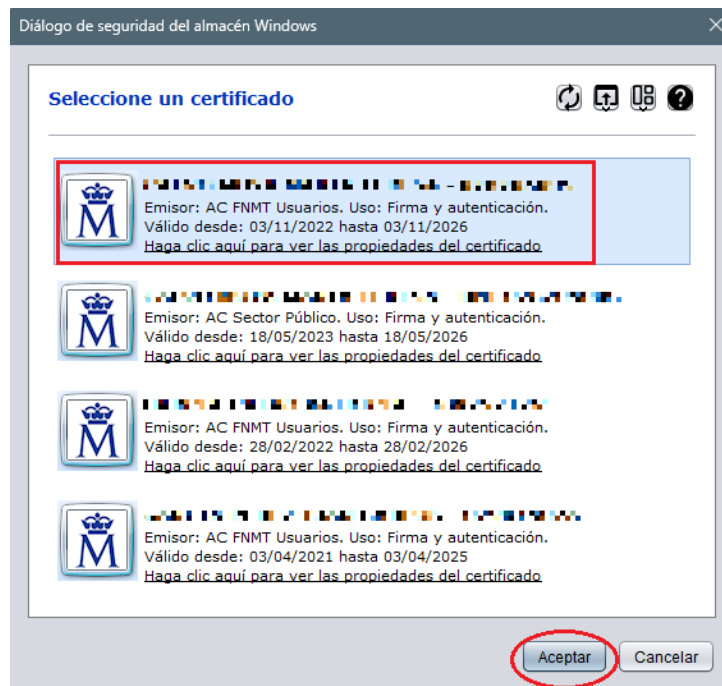 Diálogo de seguridad del almacén Windows
Seleccione un certificado
Emisor: AC FNMT Usuarios. Uso: Firma y autenticación.
Válido desde: 03/11/2022 hasta 03/11/2026
Haga clic aquí para ver las propiedades del certificado
Emisor: AC Sector Público. Uso: Firma y autenticación.
Válido desde: 18/05/2023 hasta 18/05/2026
Haga clic aquí para ver las propiedades del certificado
Emisor: AC FNMT Usuarios. Uso: Firma y autenticación.
Válido desde: 28/02/2022 hasta 28/02/2026
Haga clic aquí para ver las propiedades del certificado
Emisor: AC FNMT Usuarios. Uso: Firma y autenticación.
Válido desde: 03/04/2021 hasta 03/04/2025
Haga clic aquí para ver las propiedades del certificado
Aceptar Cancelar